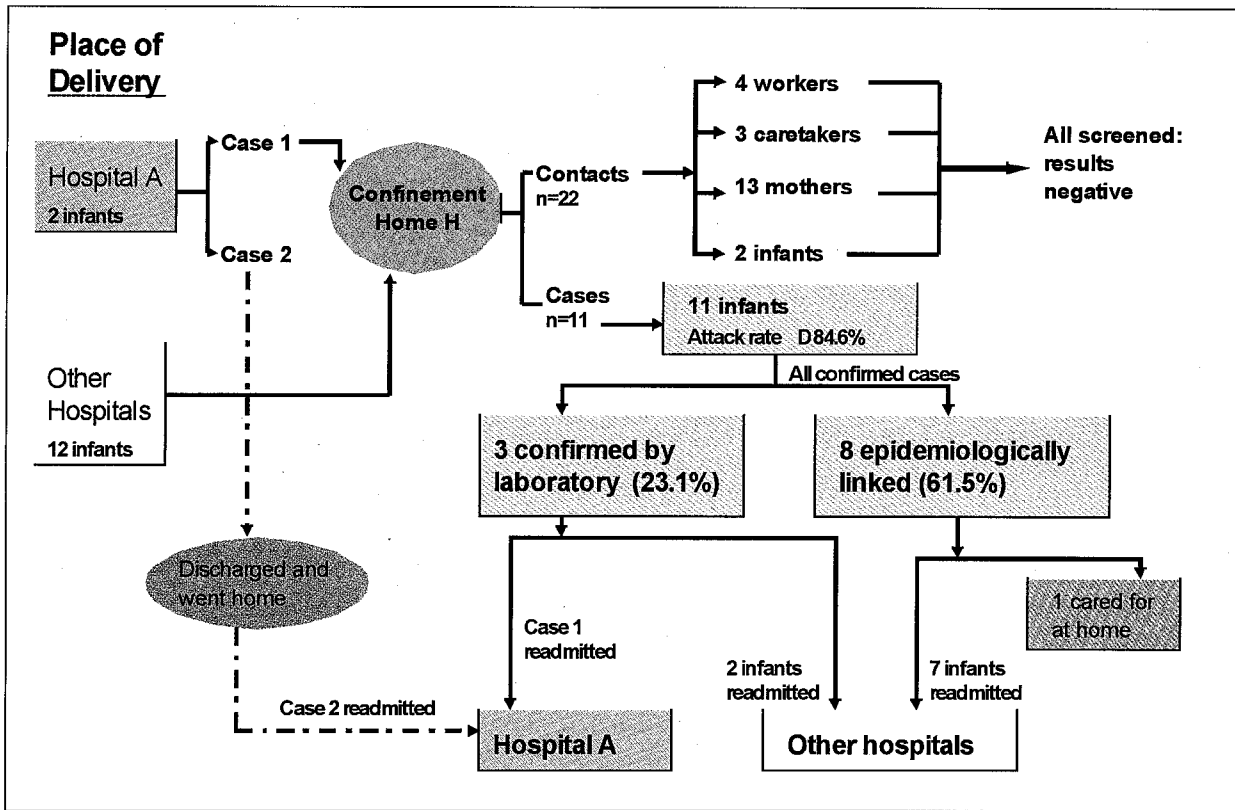 Place of
Delivery
Hospital A
2 infants
Case 1
Case 2
Confinement
Home H
Contacts
n=22
4 workers
3 caretakers
13 mothers
2 infants
All screened:
results
negative
Cases
n=11
11 infants
Attack rate D84.6%
All confirmed cases
Other
Hospitals
12 infants
3 confirmed by
laboratory (23.1%)
8 epidemiologically
linked (61.5%)
Discharged and
went home
1 cared for
at home
Case 1
readmitted
2 infants
readmitted
7 infants
readmitted
Case 2 readmitted
Hospital A
Other hospitals